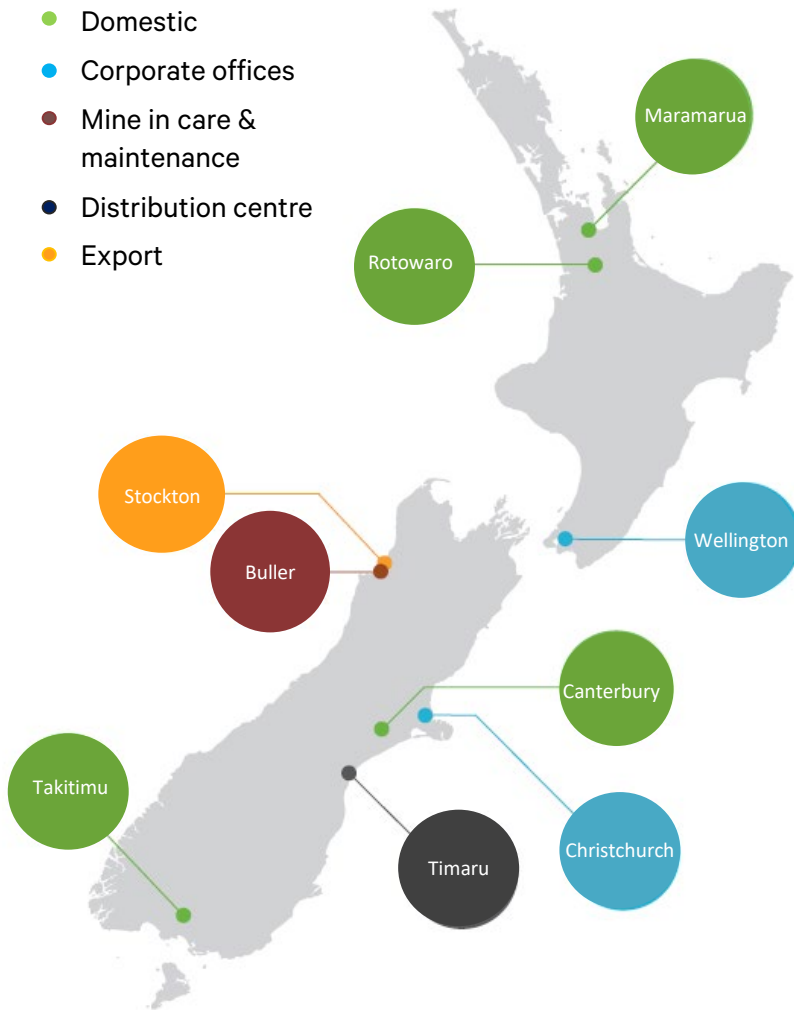 Domestic
Corporate offices
Mine in care &
maintenance
Distribution centre
Export
Maramarua
Rotowaro
Stockton
Buller
Wellington
Canterbury
Takitimu
Timaru
Christchurch